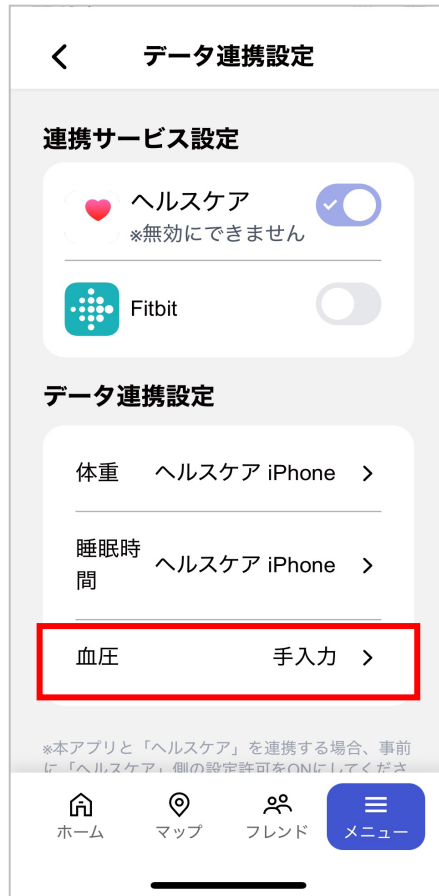 データ連携設定
連携サービス設定
ヘルスケア
※無効にできません
Fitbit
データ連携設定
体重 ヘルスケア iPhone
睡眠時
間
ヘルスケア iPhone
血圧 手入力
※本アプリと「ヘルスケア」を連携する場合、事前
に「ヘルスケア」側の設定許可をONにしてくださ
ホーム マップ フレンド メニュー